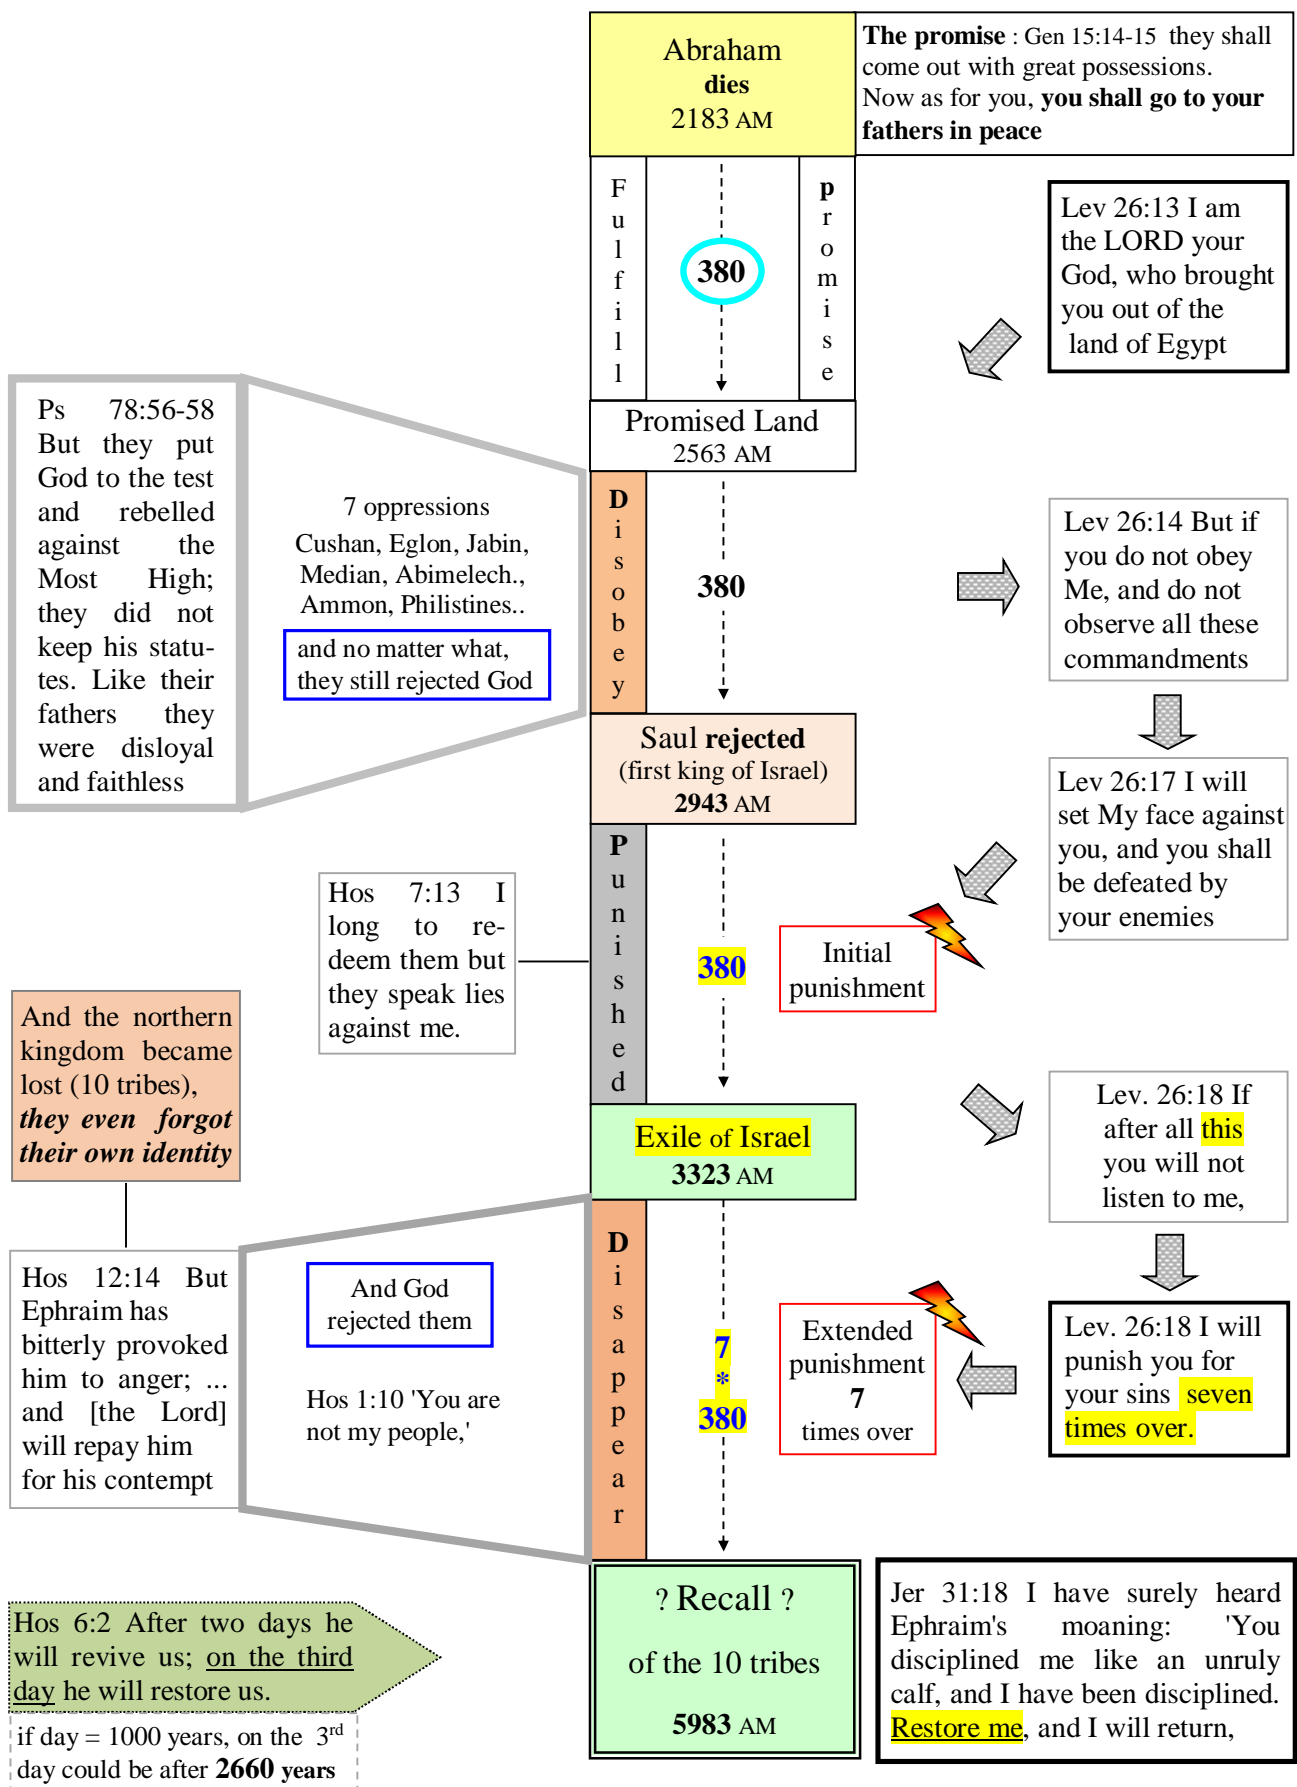 Abraham
dies
2183 AM
The promise : Gen 15:14-15 they shall
come out with great possessions.
Now as for you, you shall go to your
fathers in peace
Fulfill
380
promise
Lev 26:13 I am
the LORD your
God, who brought
you out of the
land of Egypt
Promised Land
2563 AM
Ps 78:56-58
But they put
God to the test
and rebelled
against the
Most High;
they did not
keep his statu-
tes. Like their
fathers they
were disloyal
and faithless
7 oppressions
Cushan, Eglon, Jabin,
Median, Abimelech.,
Ammon, Philistines..
and no matter what,
they still rejected God
Disobey
380
Lev 26:14 But if
you do not obey
Me, and do not
observe all these
commandments
Saul rejected
(first king of Israel)
2943 AM
Lev 26:17 I will
set My face against
you, and you shall
be defeated by
your enemies
Hos 7:13 I
long to re-
deem them but
they speak lies
against me.
Punished
380
Initial
punishment
And the northern
kingdom became
lost (10 tribes),
they even forgot
their own identity
Exile of Israel
3323 AM
Lev. 26:18 If
after all this
you will not
listen to me,
Hos 12:14 But
Ephraim has
bitterly provoked
him to anger; ...
and [the Lord]
will repay him
for his contempt
And God
rejected them
Hos 1:10 'You are
not my people,'
Disappear
7
*
380
Extended
punishment
7
times over
Lev. 26:18 I will
punish you for
your sins seven
times over.
? Recall ?
of the 10 tribes
5983 AM
Jer 31:18 I have surely heard
Ephraim's moaning: 'You
disciplined me like an unruly
calf, and I have been disciplined.
Restore me, and I will return,
Hos 6:2 After two days he
will revive us; on the third
day he will restore us.
if day = 1000 years, on the 3rd
day could be after 2660 years